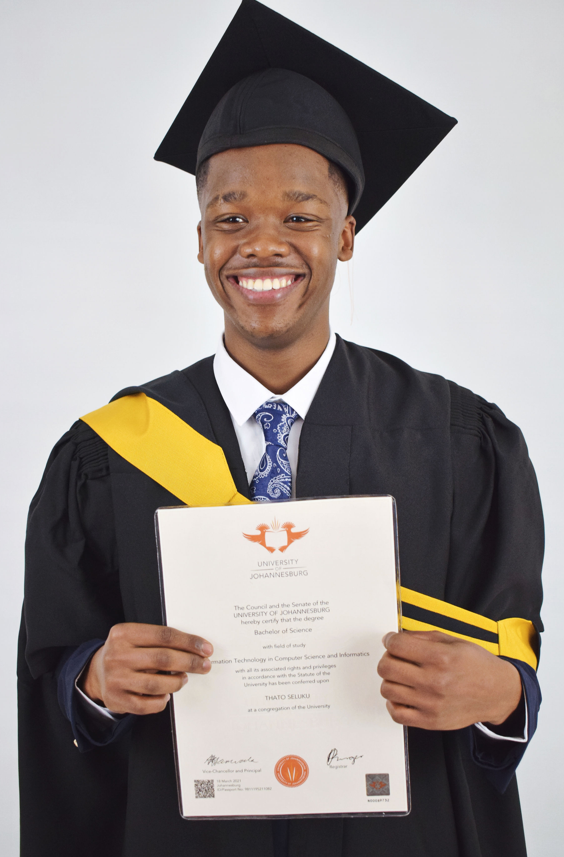 UNIVERSITY
OF
JOHANNESBURG
The Council and the Senate of the
UNIVERSITY OF JOHANNESBURG
hereby certify that the degree
Bachelor of Science
with field of study
rmation Technology in Computer Science and Informatics
with all its associated rights and privileges
in accordance with the Statute of the
University has been conferred upon
THATO SELUKU
at a congregation of the University
Vice-Chancellor and Principal
Registrar
Johannesburg